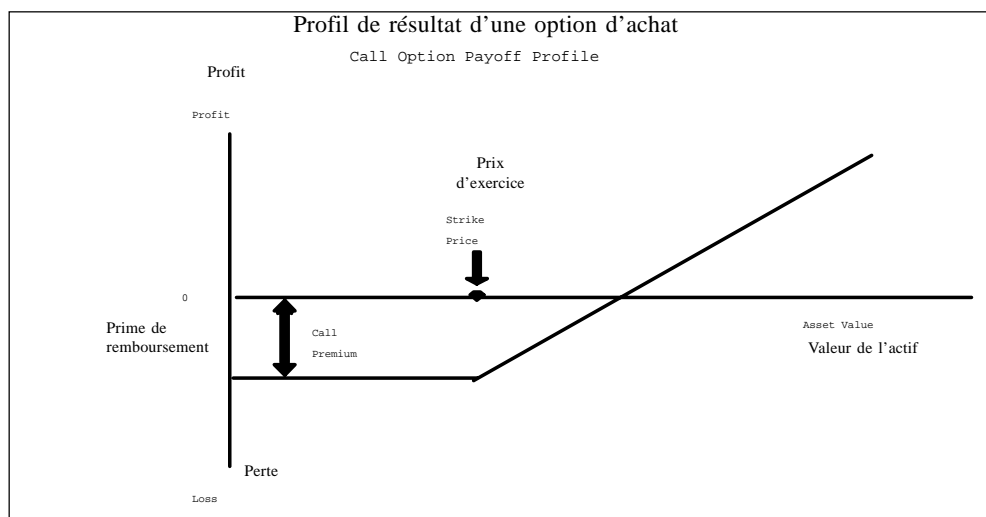 Profil de résultat d'une option d'achat
Call Option Payoff Profile
Profit
Profit
Prix
d'exercice
Strike
Price
0
Prime de
remboursement
Call
Premium
Asset Value
Valeur de l'actif
Perte
Loss